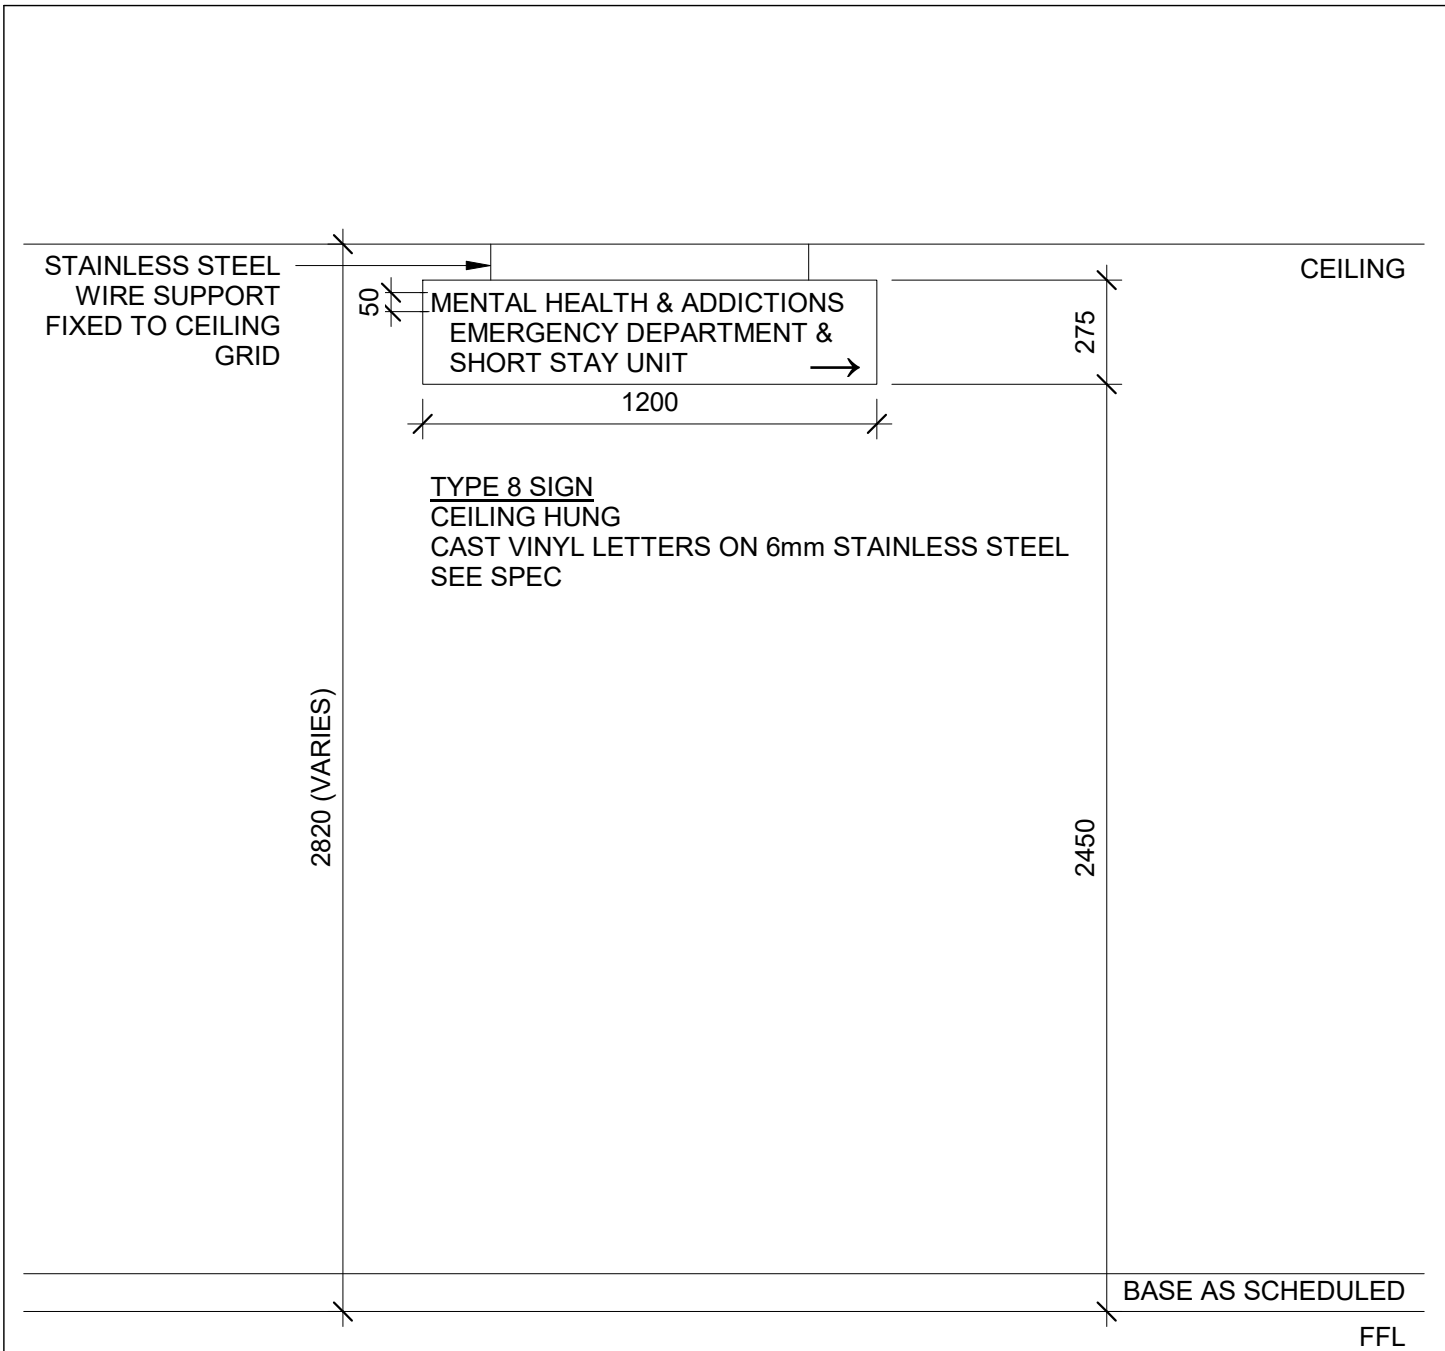 STAINLESS STEEL
WIRE SUPPORT
FIXED TO CEILING
GRID
CEILING
50
MENTAL HEALTH & ADDICTIONS
EMERGENCY DEPARTMENT &
SHORT STAY UNIT →
275
1200
TYPE 8 SIGN
CEILING HUNG
CAST VINYL LETTERS ON 6mm STAINLESS STEEL
SEE SPEC
2820 (VARIES)
2450
BASE AS SCHEDULED
FFL